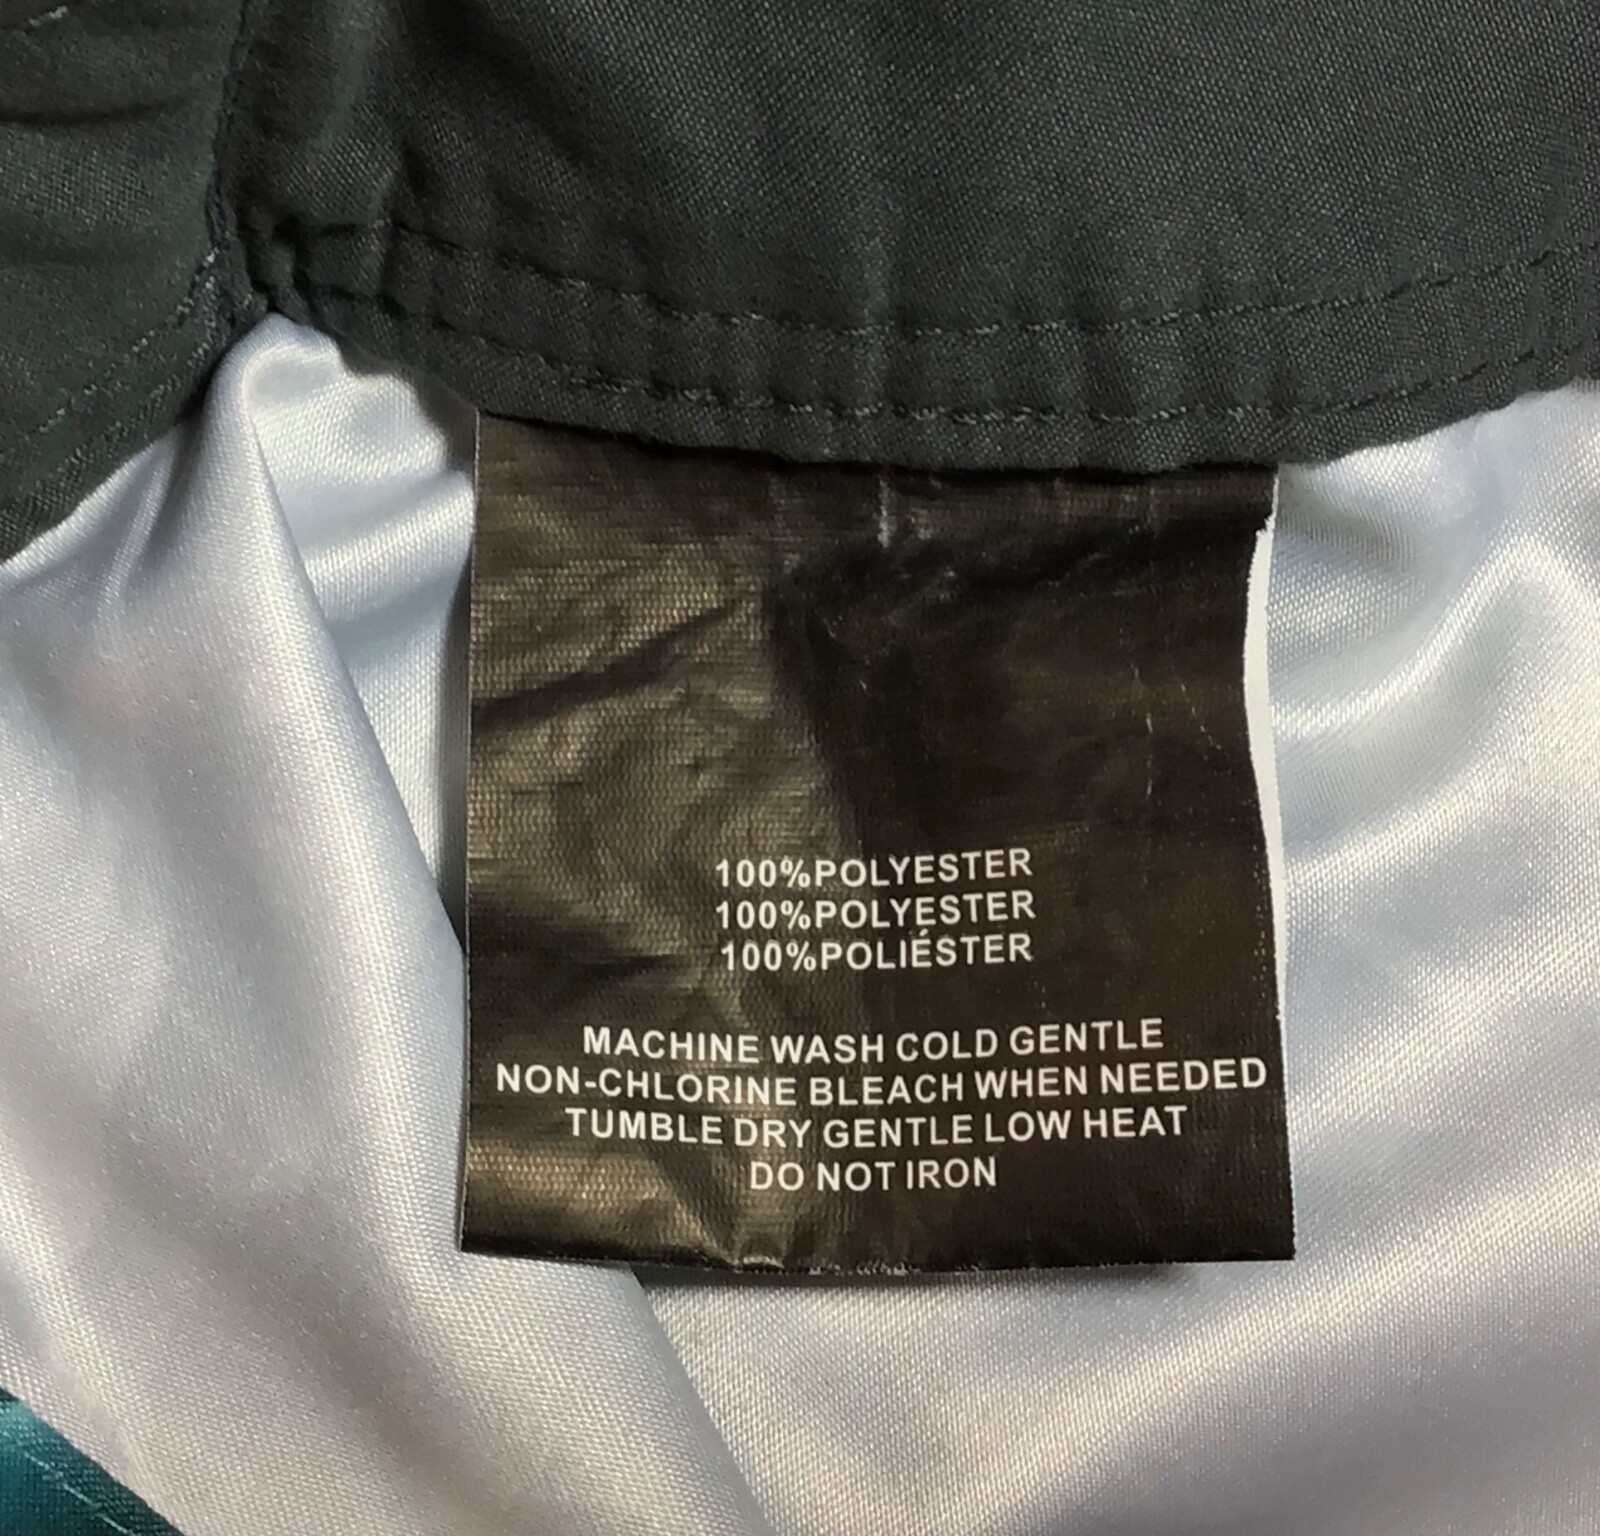 100%POLYESTER
100%POLYESTER
100%POLIÉSTER
MACHINE WASH COLD GENTLE
NON-CHLORINE BLEACH WHEN NEEDED
TUMBLE DRY GENTLE LOW HEAT
DO NOT IRON